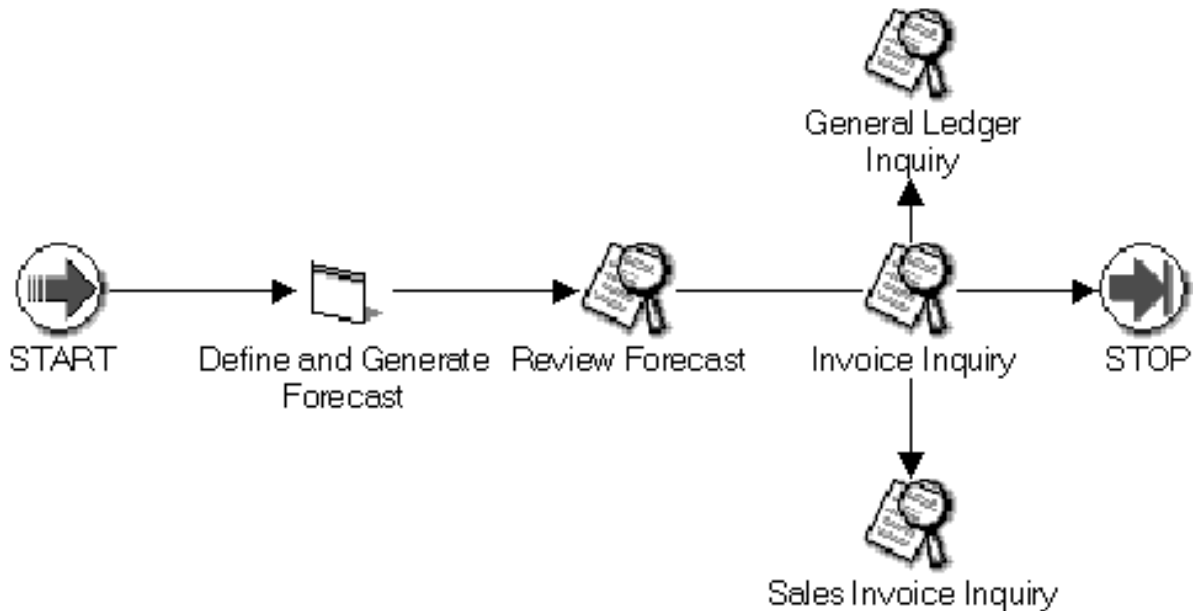 General Ledger
Inquiry
START
Define and Generate
Forecast
Review Forecast
Invoice Inquiry
STOP
Sales Invoice Inquiry